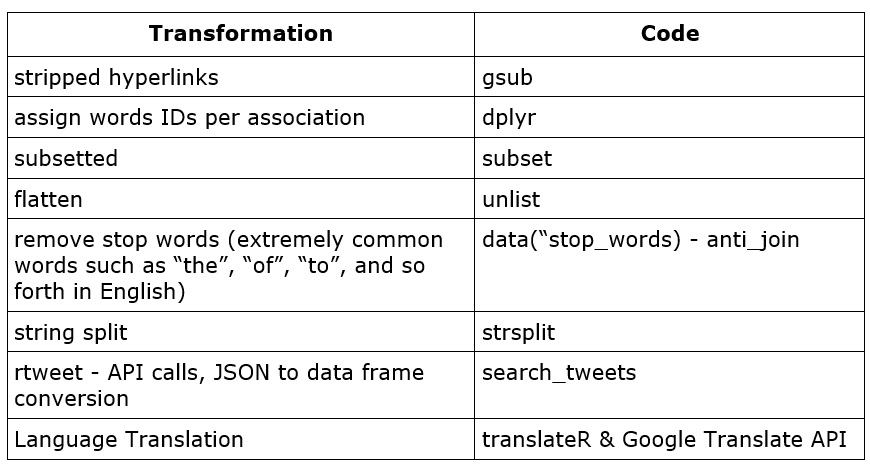 Transformation Code
stripped hyperlinks gsub
assign words IDs per association dplyr
subsetted subset
flatten unlist
remove stop words (extremely common data(“stop_words) - anti_join
words such as “the”, “of”, “to”, and so
forth in English)
string split strsplit
rtweet - API calls, JSON to data frame search_tweets
conversion
Language Translation translateR & Google Translate API